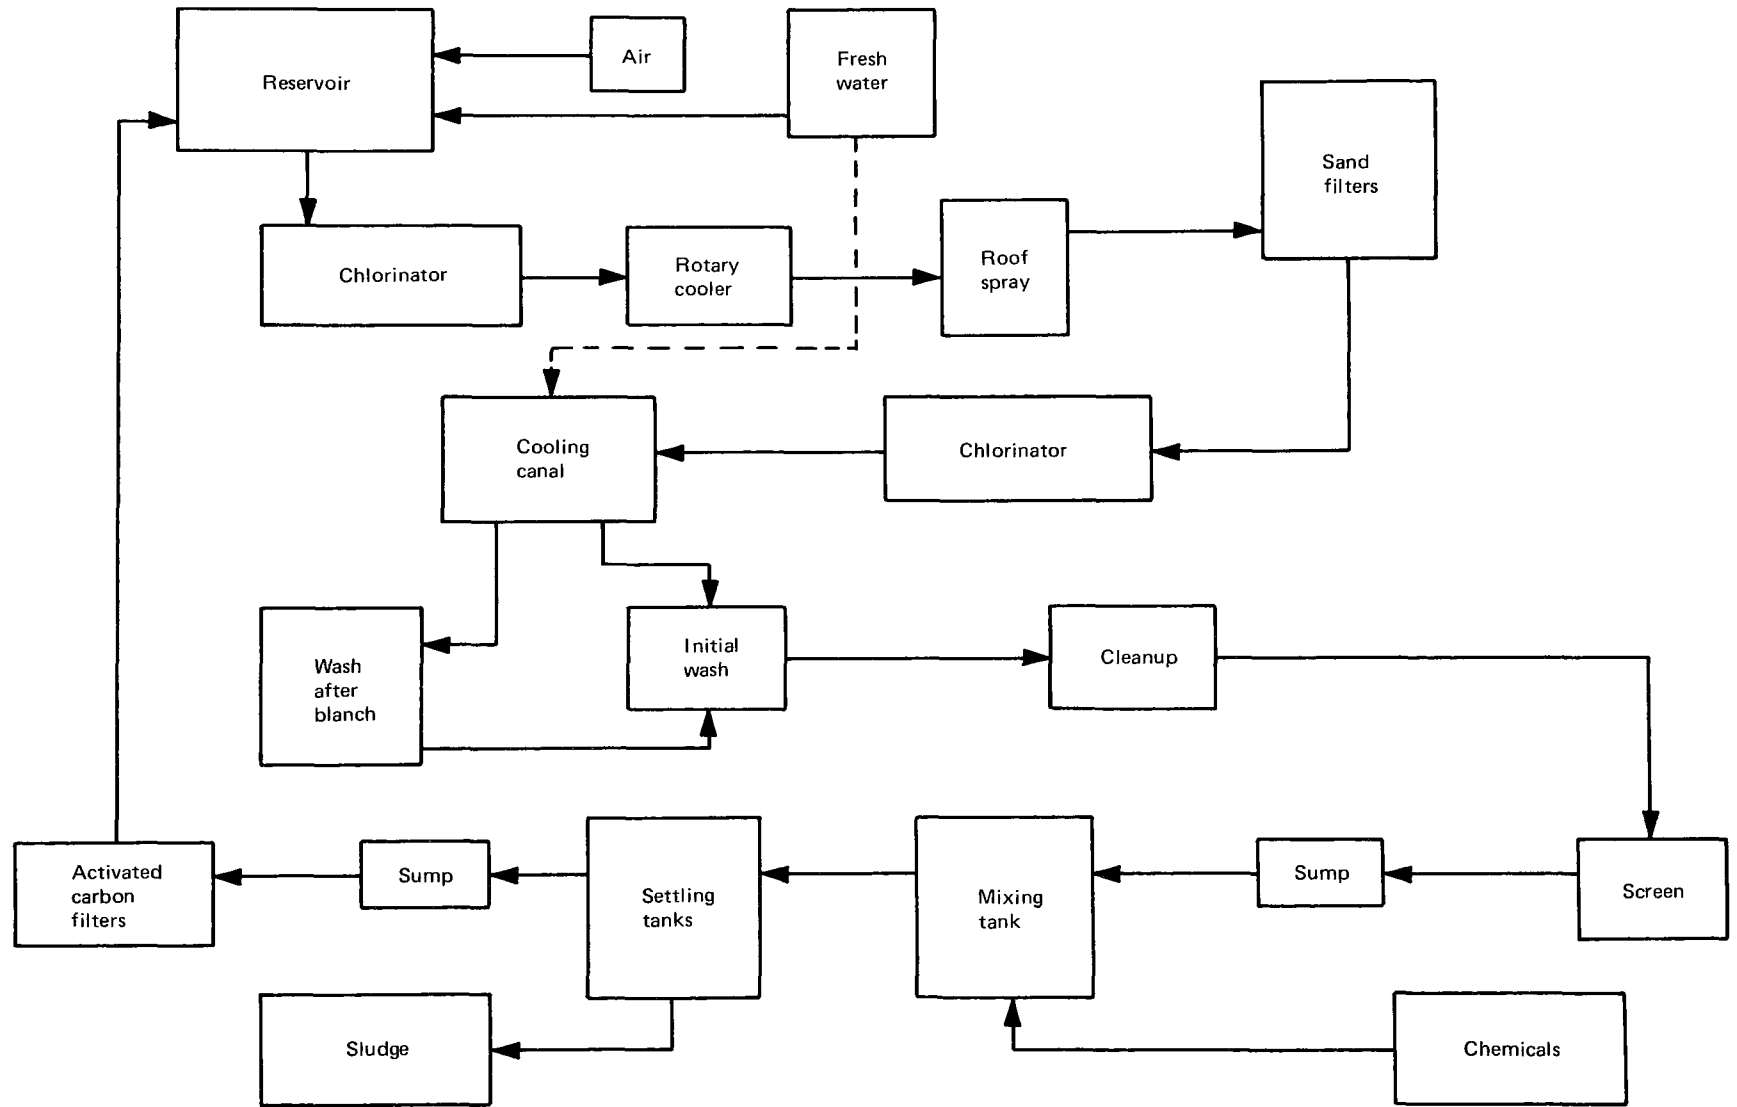 Reservoir
Air
Fresh
water
Sand
filters
Chlorinator
Rotary
cooler
Roof
spray
Cooling
canal
Chlorinator
Wash
after
blanch
Initial
wash
Cleanup
Activated
carbon
filters
Sump
Settling
tanks
Mixing
tank
Sump
Screen
Sludge
Chemicals